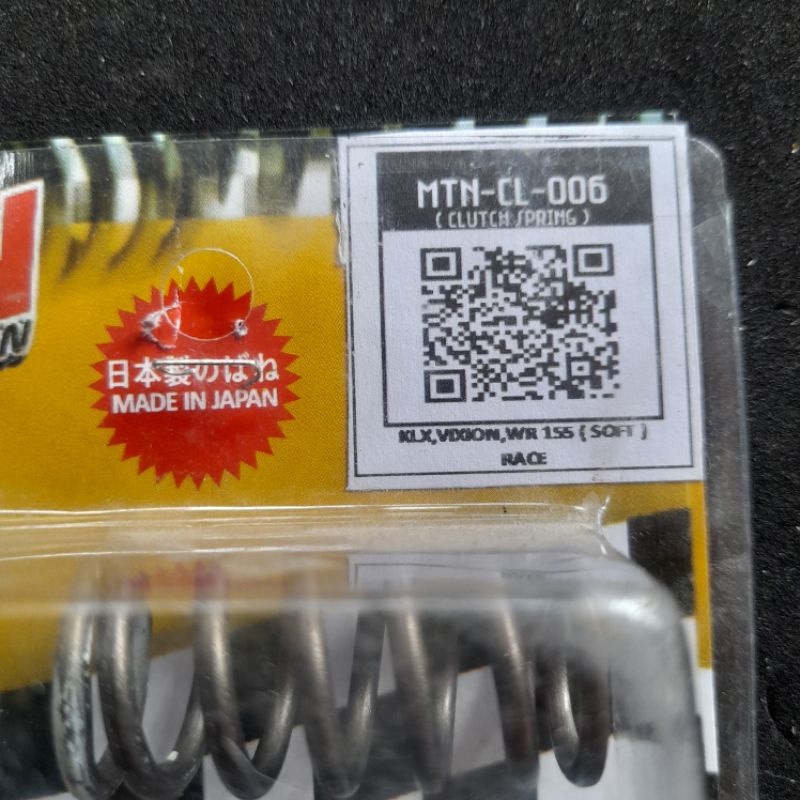 MTN-CL-006
( CLUTCH SPRING )
日本製のばね
MADE IN JAPAN
KLX,VIXION,WR 155 ( SOFT )
RACE